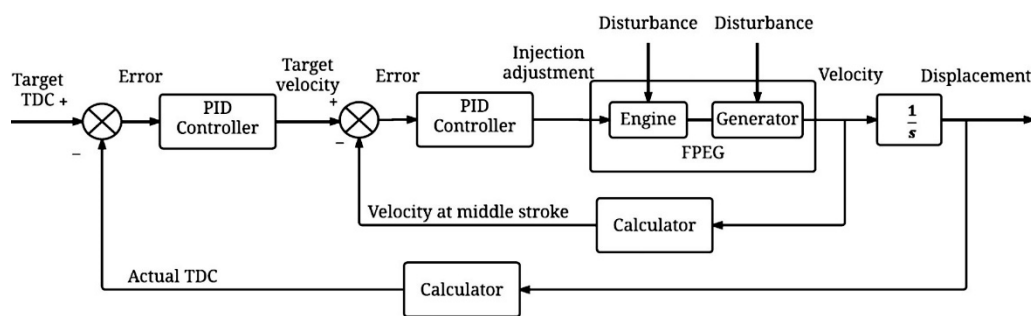 Disturbance Disturbance
Injection
adjustment
Target
TDC +
Error
Target
velocity
+
Error
Velocity
Displacement
PID
Controller
PID
Controller
Engine
Generator
FPEG
1
s
−
−
Velocity at middle stroke
Calculator
Actual TDC
Calculator